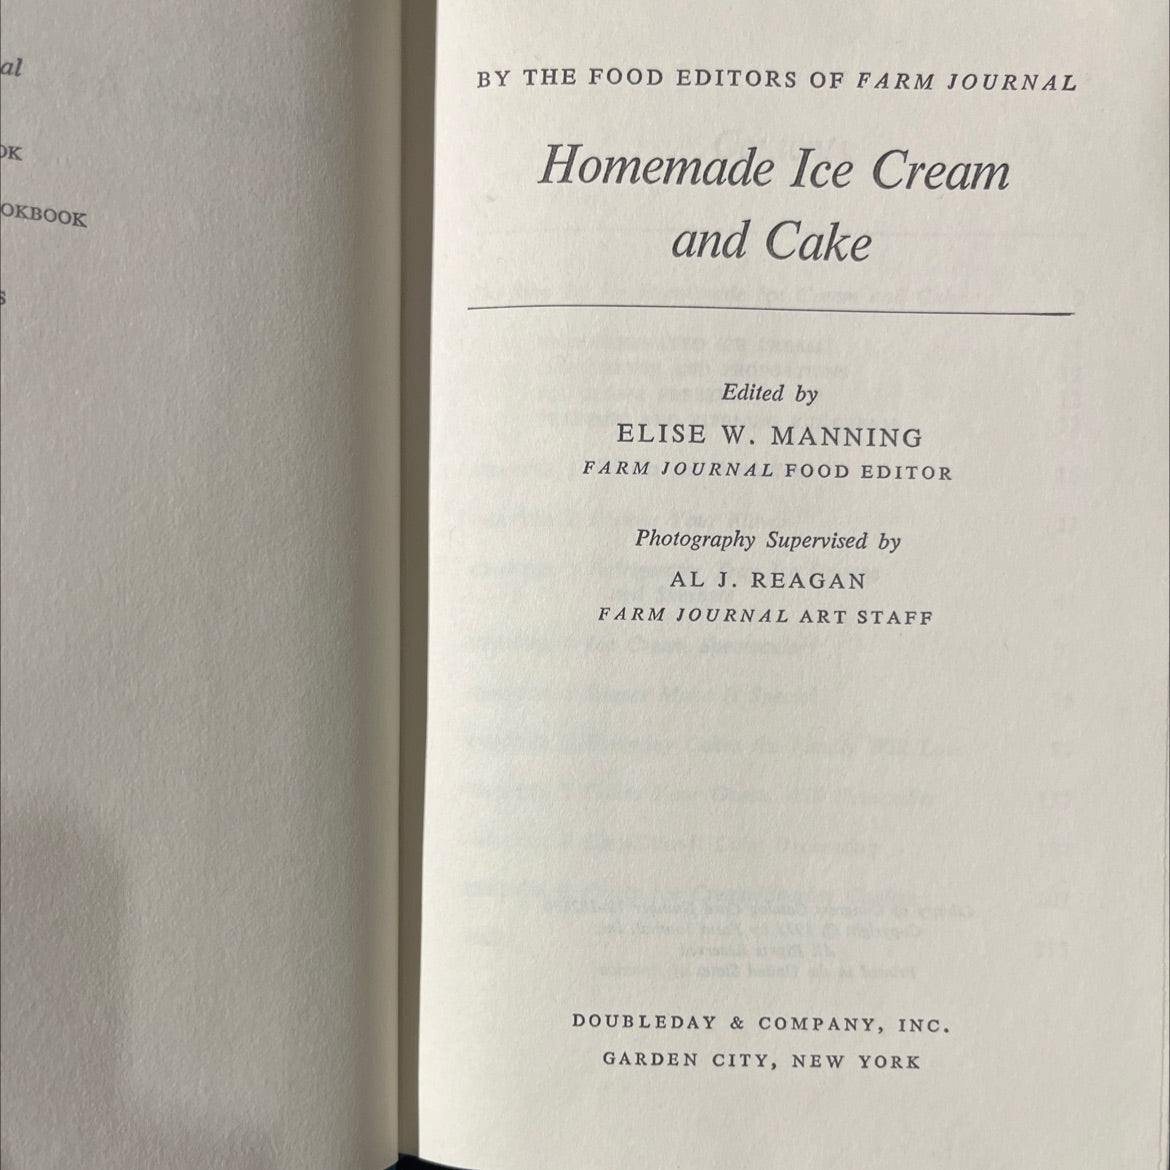 al
OK
OKBOOK
S
BY THE FOOD EDITORS OF FARM JOURNAL
Homemade Ice Cream
and Cake
Edited by
ELISE W. MANNING
FARM JOURNAL FOOD EDITOR
Photography Supervised by
AL J. REAGAN
FARM JOURNAL ART STAFF
DOUBLEDAY & COMPANY, INC.
GARDEN CITY, NEW YORK